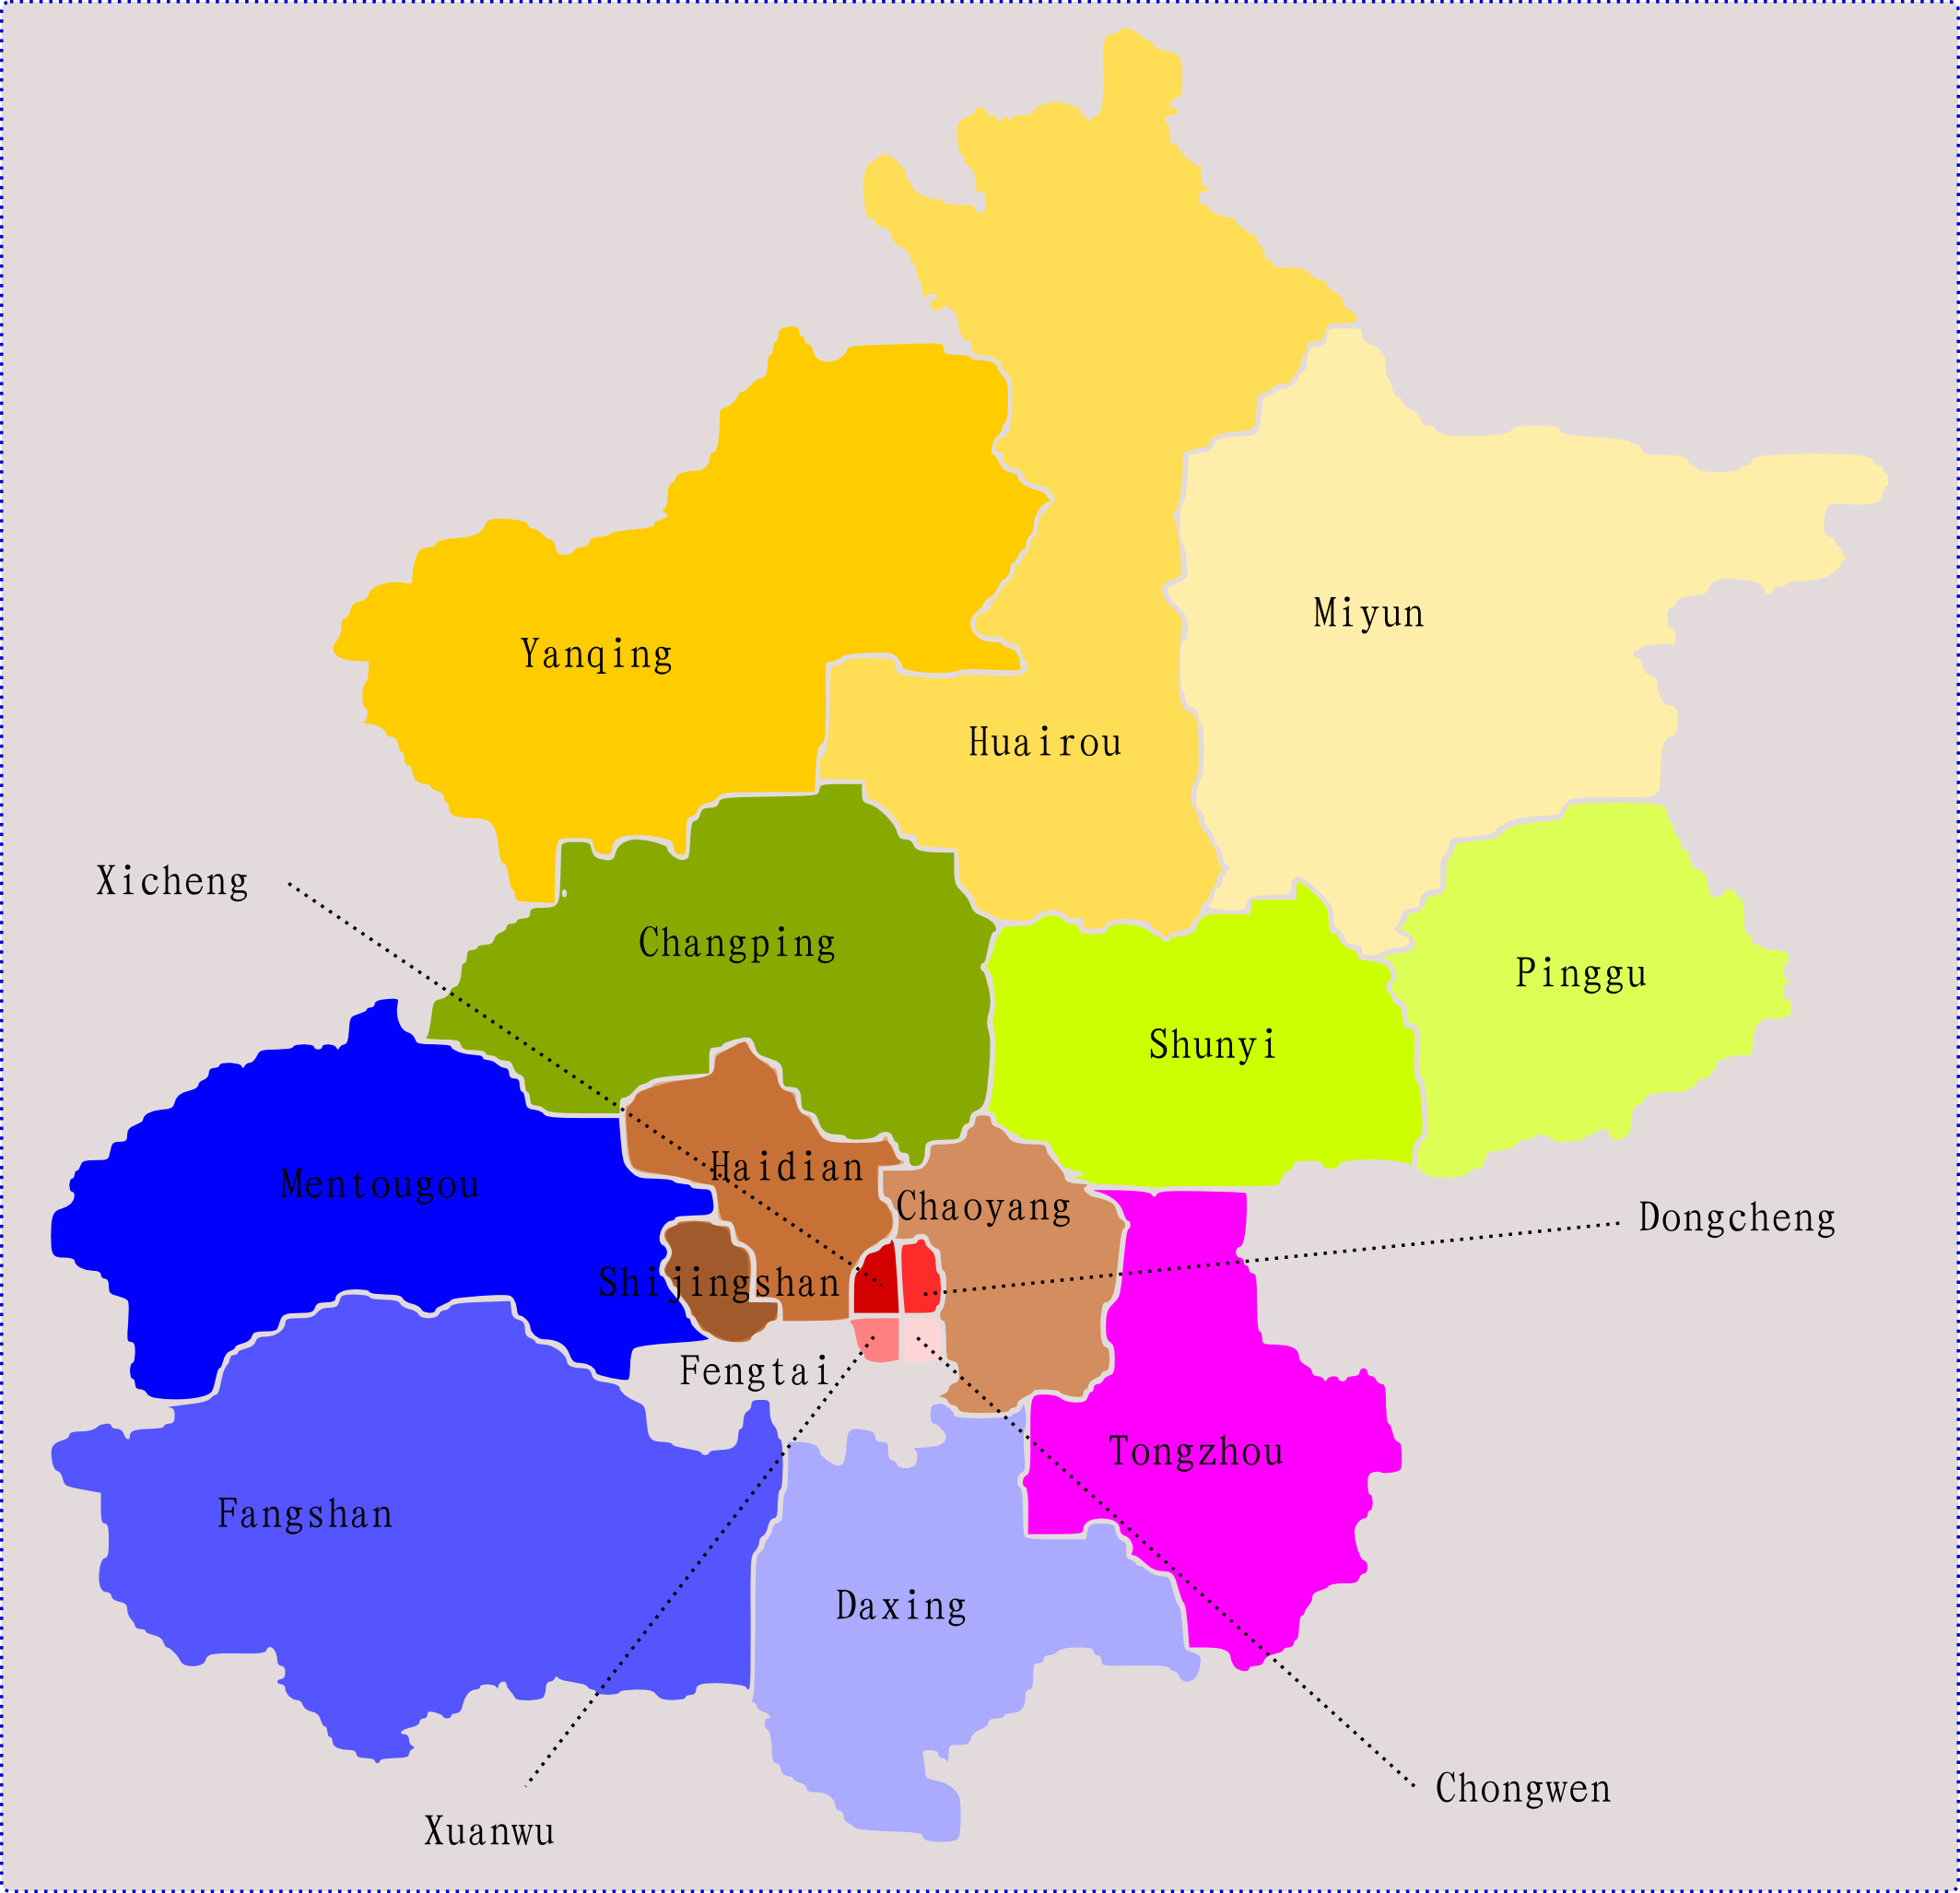 Miyun
Yanqing
Huairou
Xicheng
Changping
Pinggu
Shunyi
Haidian
Mentougou
Chaoyang
Dongcheng
Shijingshan
Fengtai
Tongzhou
Fangshan
Daxing
Chongwen
Xuanwu